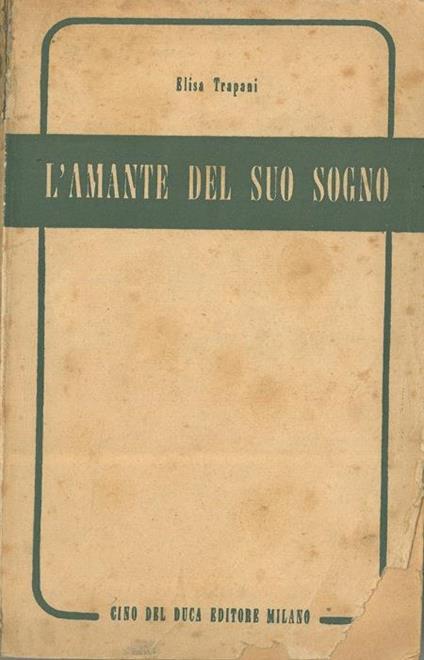 Elisa Trapani
L'AMANTE DEL SUO SOGNO
CINO DEL DUCA EDITORE MILANO